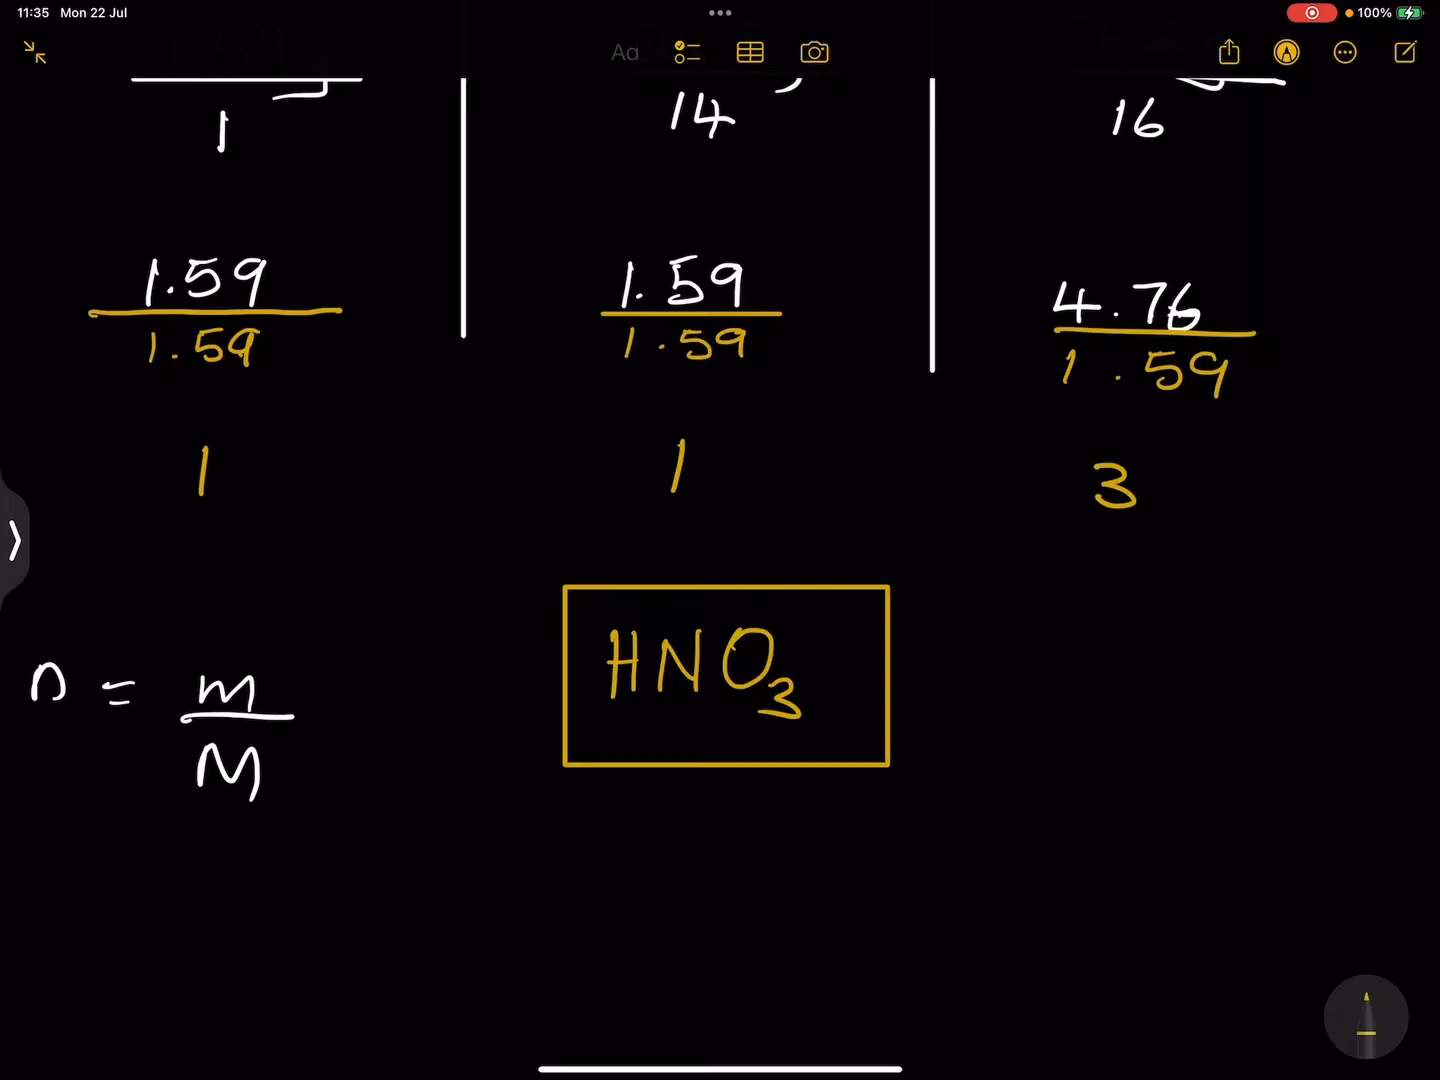 11:35 Mon 22 Jul
100%
Aa
1 14 16
1.59 1.59 4.76
1.59 1.59 1.59
1 1 3
HNO₃
n = m
M